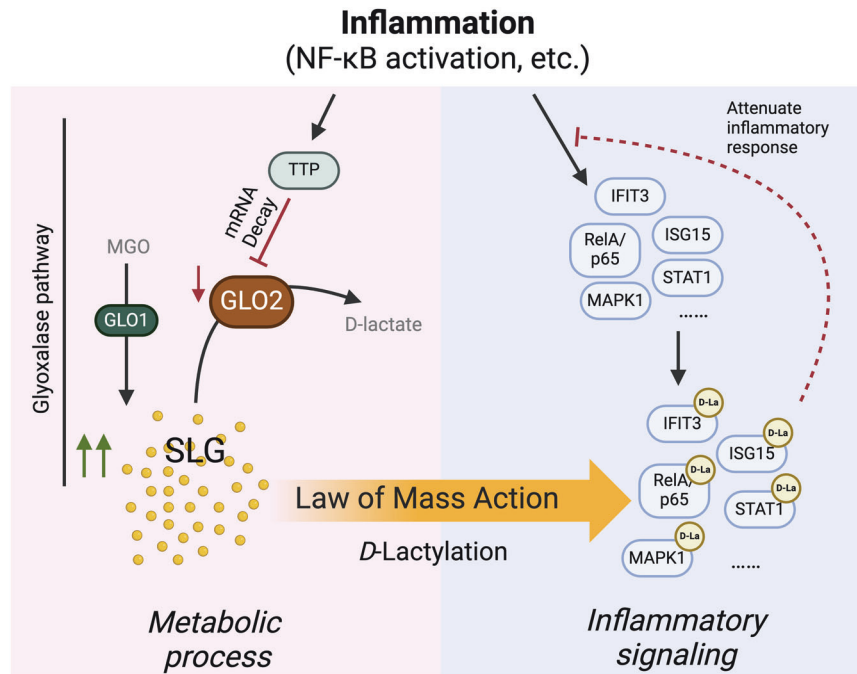 Inflammation
(NF-κB activation, etc.)
Glyoxalase pathway
TTP
mRNA
Decay
MGO
GLO1
GLO2
D-lactate
SLG
Metabolic
process
Law of Mass Action
D-Lactylation
Attenuate
inflammatory
response
IFIT3
RelA/
p65
ISG15
STAT1
MAPK1
......
D-La
IFIT3
D-La
ISG15
D-La
RelA/
p65
D-La
STAT1
D-La
MAPK1
......
Inflammatory
signaling